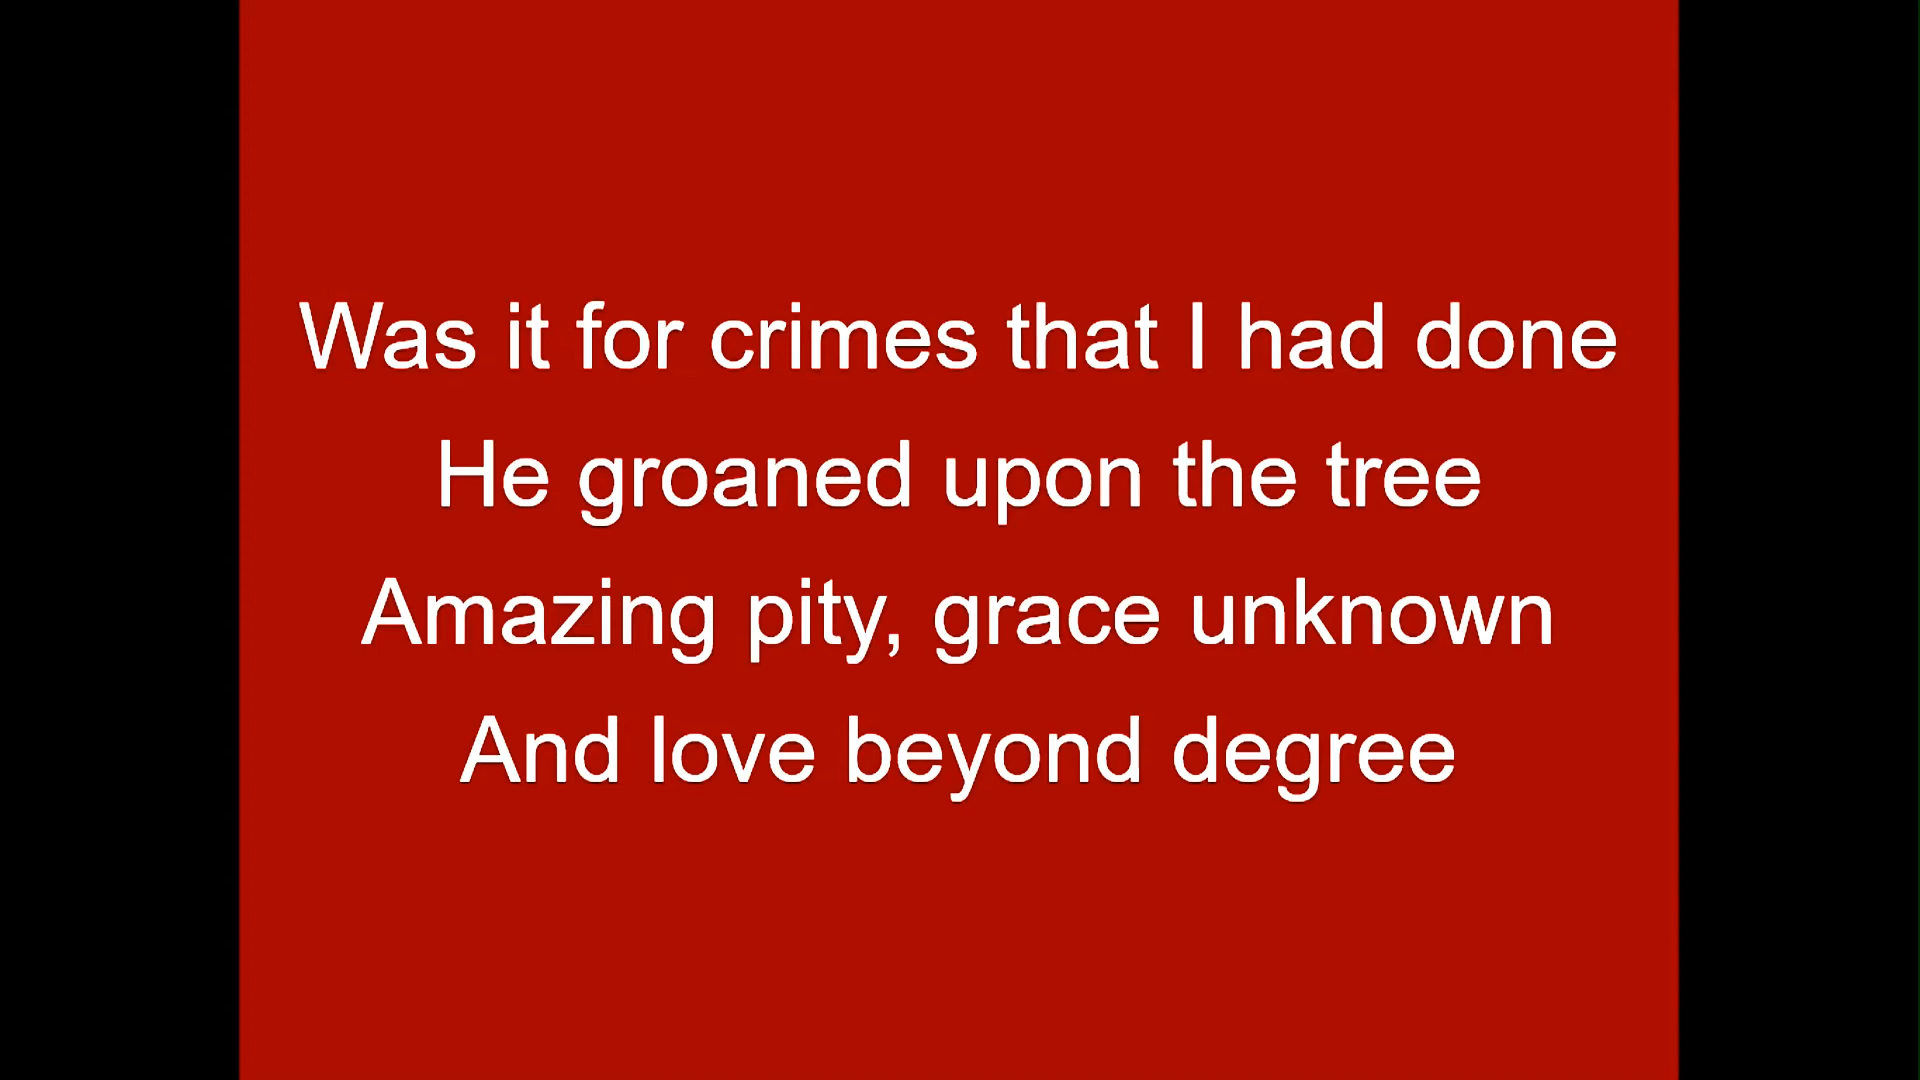 Was it for crimes that I had done
He groaned upon the tree
Amazing pity, grace unknown
And love beyond degree